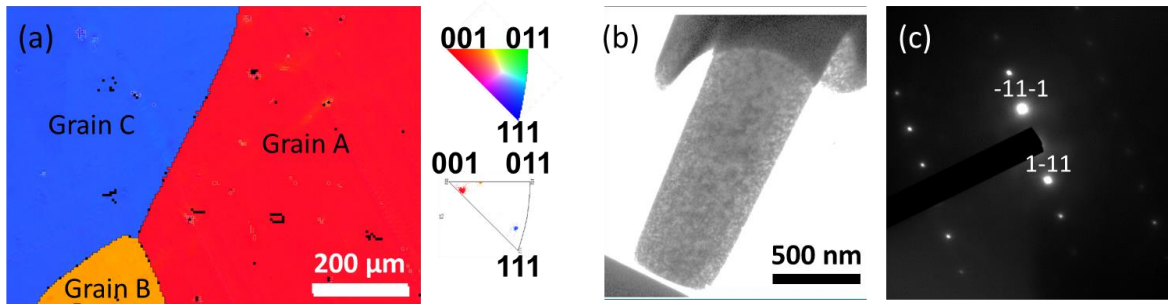 (a)
Grain C
Grain A
Grain B
200 µm
001 011
111
001 011
111
(b)
500 nm
(c)
-11-1
1-11